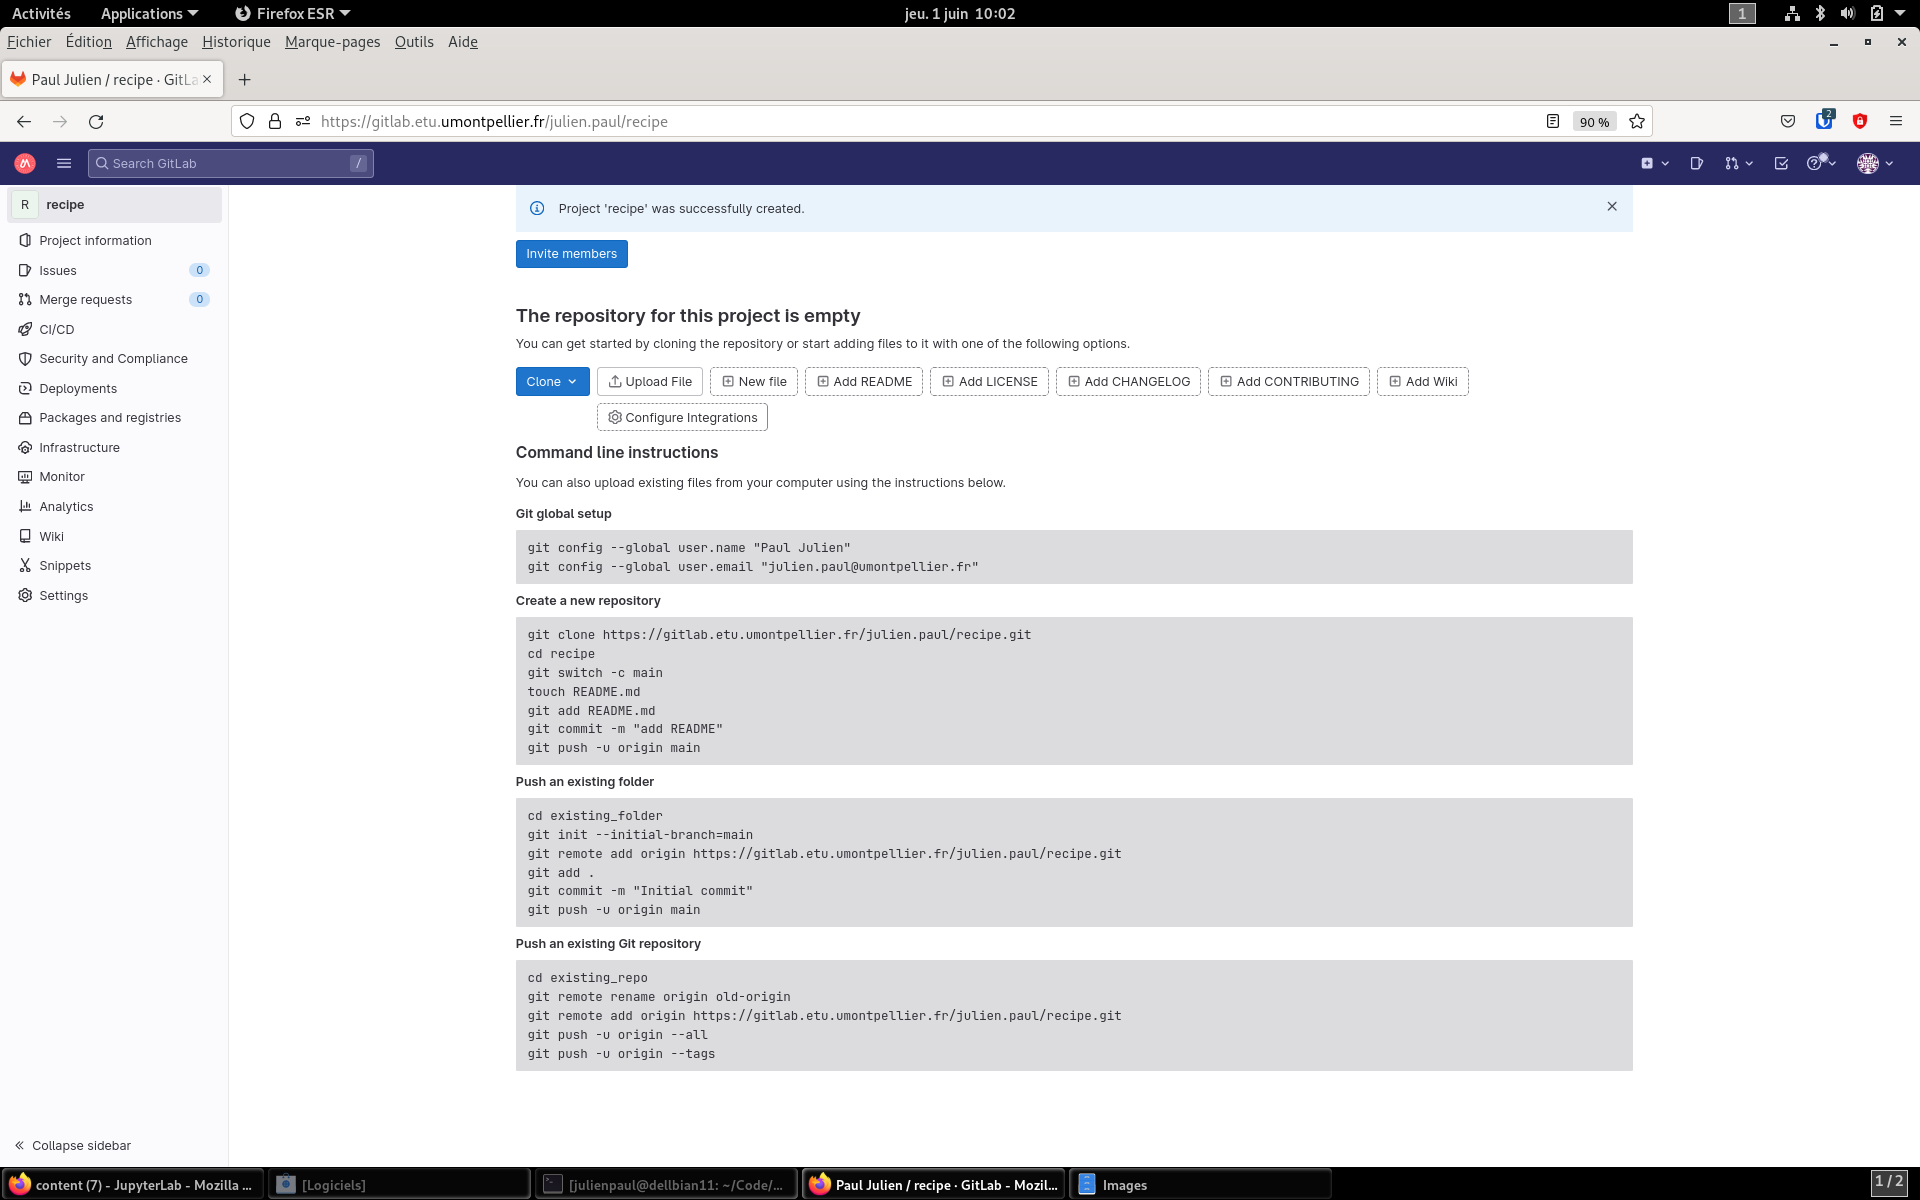 Activités Applications Firefox ESR jeu. 1 juin 10:02 1
Fichier Édition Affichage Historique Marque-pages Outils Aide
Paul Julien / recipe · GitLa
https://gitlab.etu.umontpellier.fr/julien.paul/recipe 90 % 2
Search GitLab /
R recipe
Project information
Issues 0
Merge requests 0
CI/CD
Security and Compliance
Deployments
Packages and registries
Infrastructure
Monitor
Analytics
Wiki
Snippets
Settings
Collapse sidebar
Project 'recipe' was successfully created.
Invite members
The repository for this project is empty
You can get started by cloning the repository or start adding files to it with one of the following options.
Clone Upload File New file Add README Add LICENSE Add CHANGELOG Add CONTRIBUTING Add Wiki
Configure Integrations
Command line instructions
You can also upload existing files from your computer using the instructions below.
Git global setup
git config --global user.name "Paul Julien"
git config --global user.email "julien.paul@umontpellier.fr"
Create a new repository
git clone https://gitlab.etu.umontpellier.fr/julien.paul/recipe.git
cd recipe
git switch -c main
touch README.md
git add README.md
git commit -m "add README"
git push -u origin main
Push an existing folder
cd existing_folder
git init --initial-branch=main
git remote add origin https://gitlab.etu.umontpellier.fr/julien.paul/recipe.git
git add .
git commit -m "Initial commit"
git push -u origin main
Push an existing Git repository
cd existing_repo
git remote rename origin old-origin
git remote add origin https://gitlab.etu.umontpellier.fr/julien.paul/recipe.git
git push -u origin --all
git push -u origin --tags
content (7) - JupyterLab - Mozilla ... [Logiciels] [julienpaul@dellbian11: ~/Code/... Paul Julien / recipe · GitLab - Mozil... Images 1 / 2